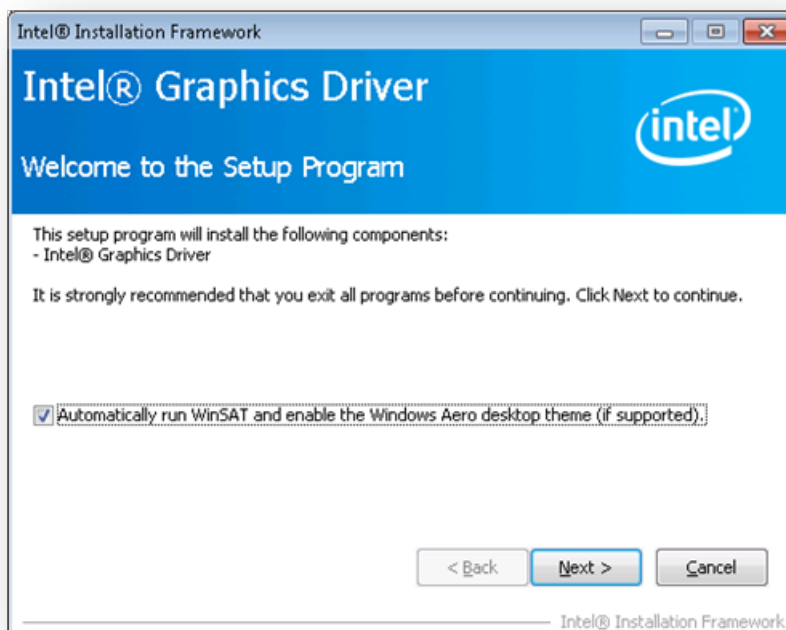 Intel® Installation Framework
Intel® Graphics Driver
intel
Welcome to the Setup Program
This setup program will install the following components:
- Intel® Graphics Driver
It is strongly recommended that you exit all programs before continuing. Click Next to continue.
Automatically run WinSAT and enable the Windows Aero desktop theme (if supported).
< Back Next > Cancel
Intel® Installation Framework